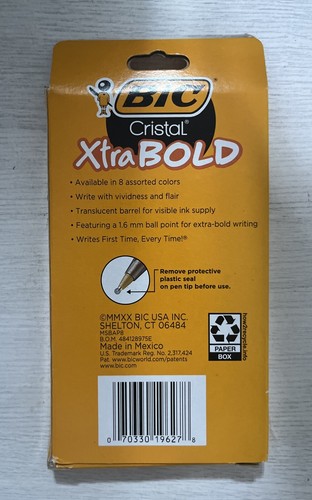 BIC
Cristal®
XtraBOLD
• Available in 8 assorted colors
• Write with vividness and flair
• Translucent barrel for visible ink supply
• Featuring a 1.6 mm ball point for extra-bold writing
• Writes First Time, Every Time!®
Remove protective
plastic seal
on pen tip before use.
©MMXX BIC USA INC.
SHELTON, CT 06484
MSBAP8
B.O.M. 484128975E
Made in Mexico
U.S. Trademark Reg. No. 2,317,424
Pat. www.bicworld.com/patents
www.bic.com
how2recycle.info
PAPER
BOX
0 70330 19627 8